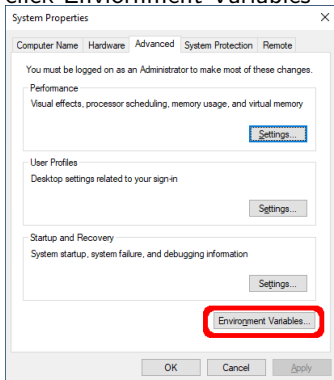 click Enviornment Variables
System Properties
Computer Name Hardware Advanced System Protection Remote
You must be logged on as an Administrator to make most of these changes.
Performance
Visual effects, processor scheduling, memory usage, and virtual memory
Settings...
User Profiles
Desktop settings related to your sign-in
Settings...
Startup and Recovery
System startup, system failure, and debugging information
Settings...
Environment Variables...
OK Cancel Apply